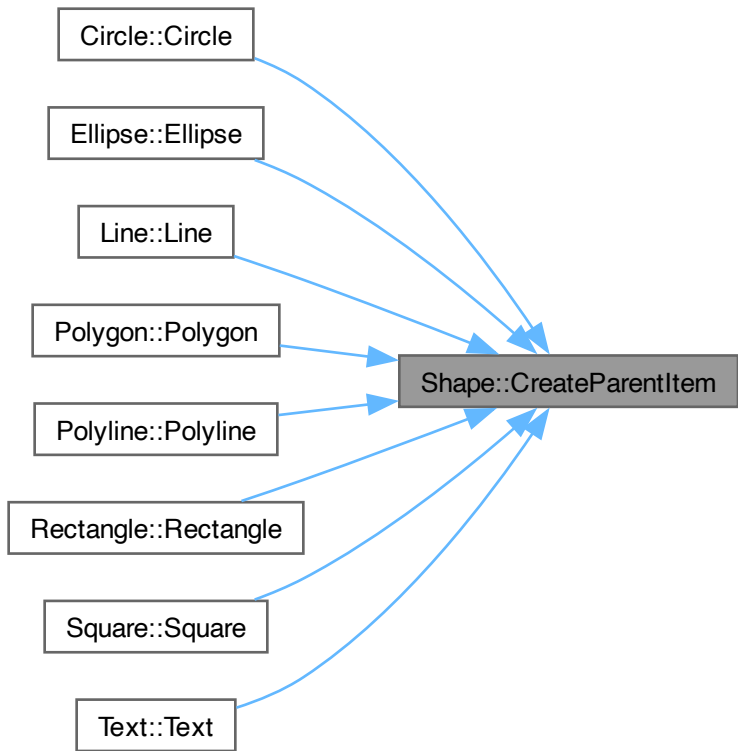 Circle::Circle
Ellipse::Ellipse
Line::Line
Polygon::Polygon
Shape::CreateParentItem
Polyline::Polyline
Rectangle::Rectangle
Square::Square
Text::Text